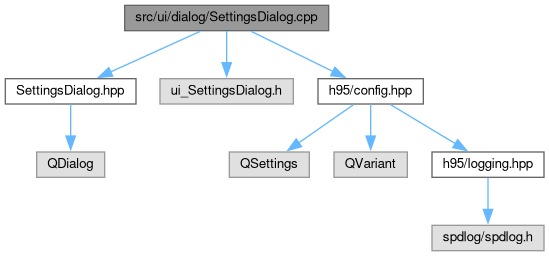 src/ui/dialog/SettingsDialog.cpp
SettingsDialog.hpp
ui_SettingsDialog.h
h95/config.hpp
QDialog
QSettings
QVariant
h95/logging.hpp
spdlog/spdlog.h